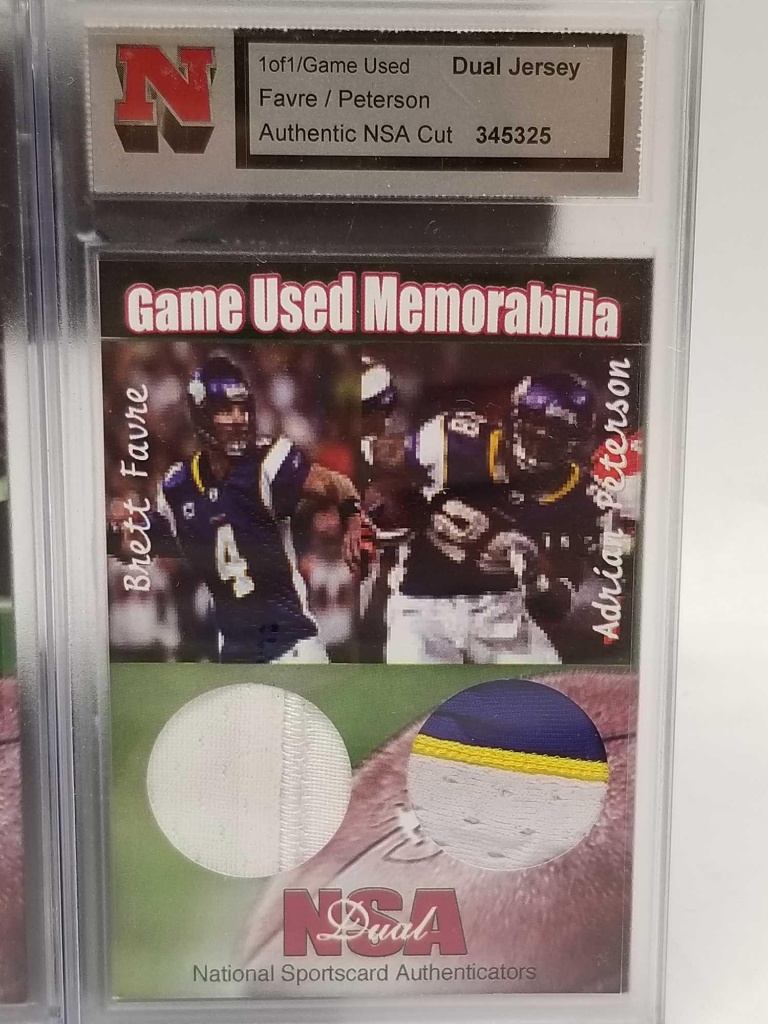 N
1of1/Game Used Dual Jersey
Favre / Peterson
Authentic NSA Cut 345325
Game Used Memorabilia
Brett Favre
Adrian Peterson
4
NSA
Dual
National Sportscard Authenticators